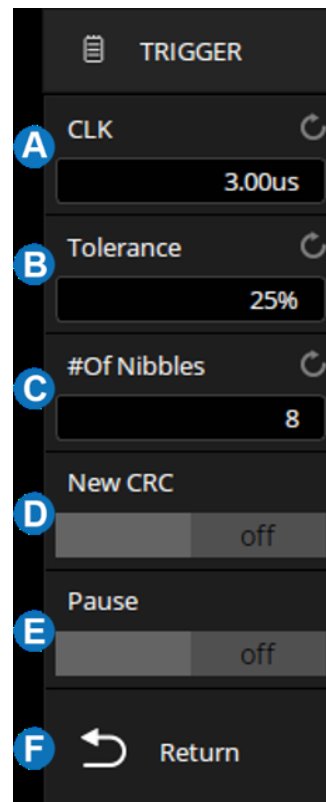 TRIGGER
A
CLK
3.00us
B
Tolerance
25%
C
#Of Nibbles
8
D
New CRC
off
E
Pause
off
F
Return